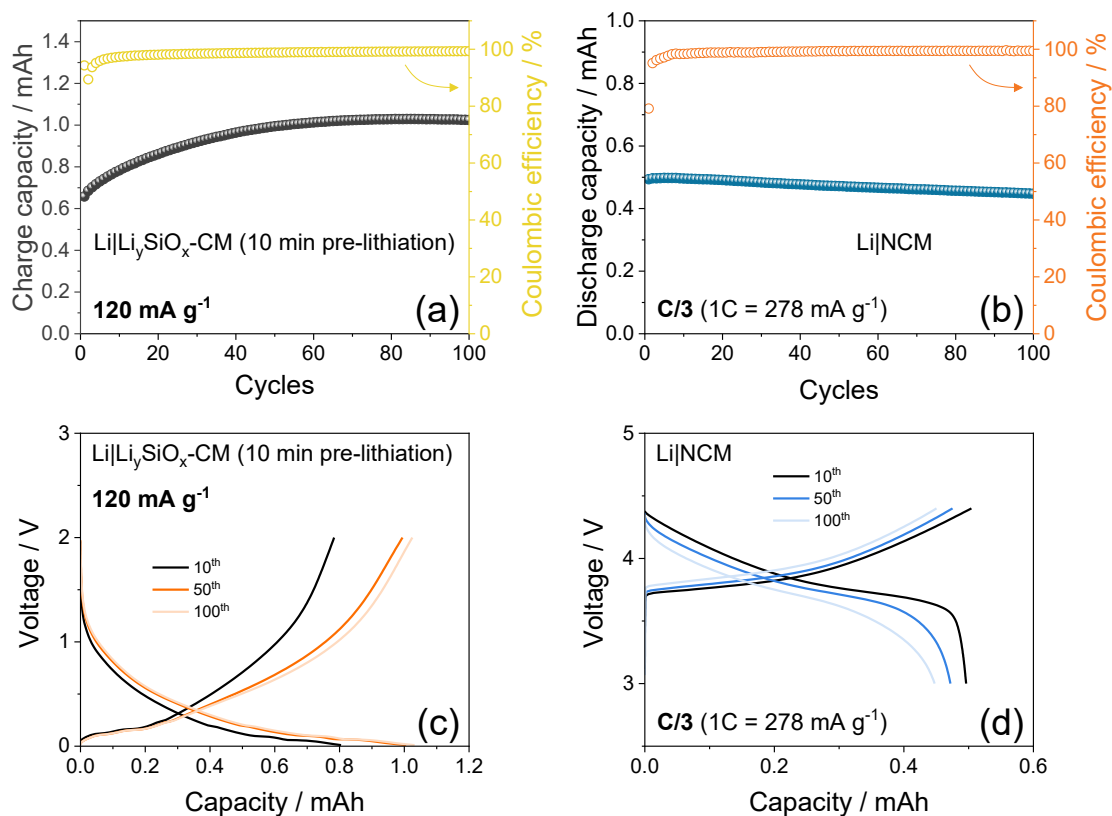 Charge capacity / mAh
1.4
1.2
1.0
0.8
0.6
0.4
0.2
0.0
0 20 40 60 80 100
Cycles
100
80
60
40
20
0
Coulombic efficiency / %
Li|LiySiOx-CM (10 min pre-lithiation)
120 mA g-1
(a)
Discharge capacity / mAh
1.0
0.8
0.6
0.4
0.2
0.0
0 20 40 60 80 100
Cycles
100
80
60
40
20
0
Coulombic efficiency / %
Li|NCM
C/3 (1C = 278 mA g-1)
(b)
Voltage / V
3
2
1
0
0.0 0.2 0.4 0.6 0.8 1.0 1.2
Capacity / mAh
Li|LiySiOx-CM (10 min pre-lithiation)
120 mA g-1
10th
50th
100th
(c)
Voltage / V
5
4
3
0.0 0.2 0.4 0.6
Capacity / mAh
Li|NCM
10th
50th
100th
C/3 (1C = 278 mA g-1)
(d)